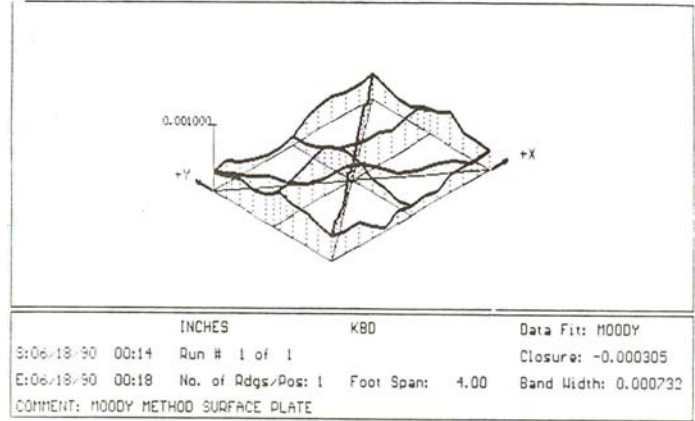 0.001000
+Y
+X
INCHES KBD Data Fit: MOODY
S:06/18/90 00:14 Run # 1 of 1 Closure: -0.000305
E:06/18/90 00:18 No. of Rdgs/Pos: 1 Foot Span: 4.00 Band Width: 0.000732
COMMENT: MOODY METHOD SURFACE PLATE